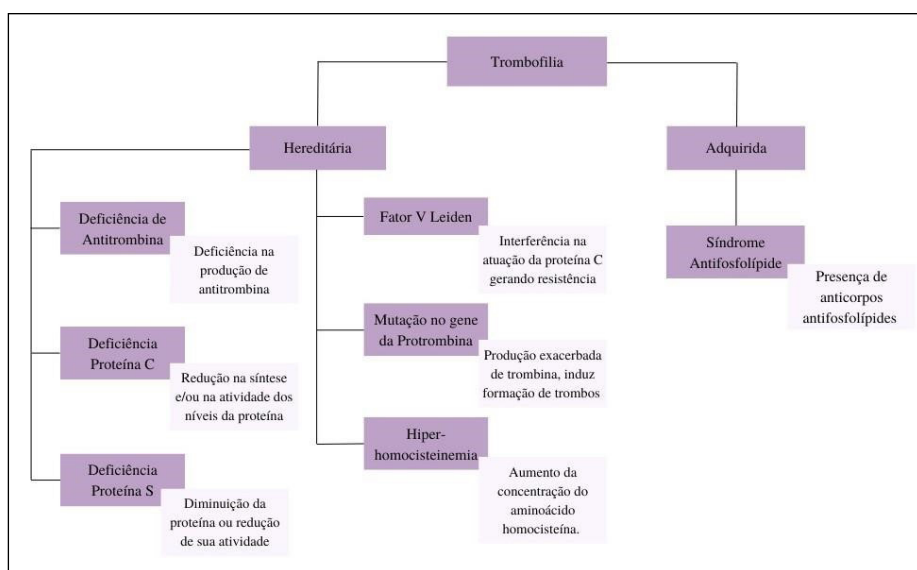 Trombofilia
Hereditária
Adquirida
Deficiência de
Antitrombina
Deficiência na
produção de
antitrombina
Deficiência
Proteína C
Redução na síntese
e/ou na atividade dos
níveis da proteína
Deficiência
Proteína S
Diminuição da
proteína ou redução
de sua atividade
Fator V Leiden
Interferência na
atuação da proteína C
gerando resistência
Mutação no gene
da Protrombina
Produção exacerbada
de trombina, induz
formação de trombos
Hiper-
homocisteinemia
Aumento da
concentração do
aminoácido
homocisteína.
Síndrome
Antifosfolípide
Presença de
anticorpos
antifosfolípides